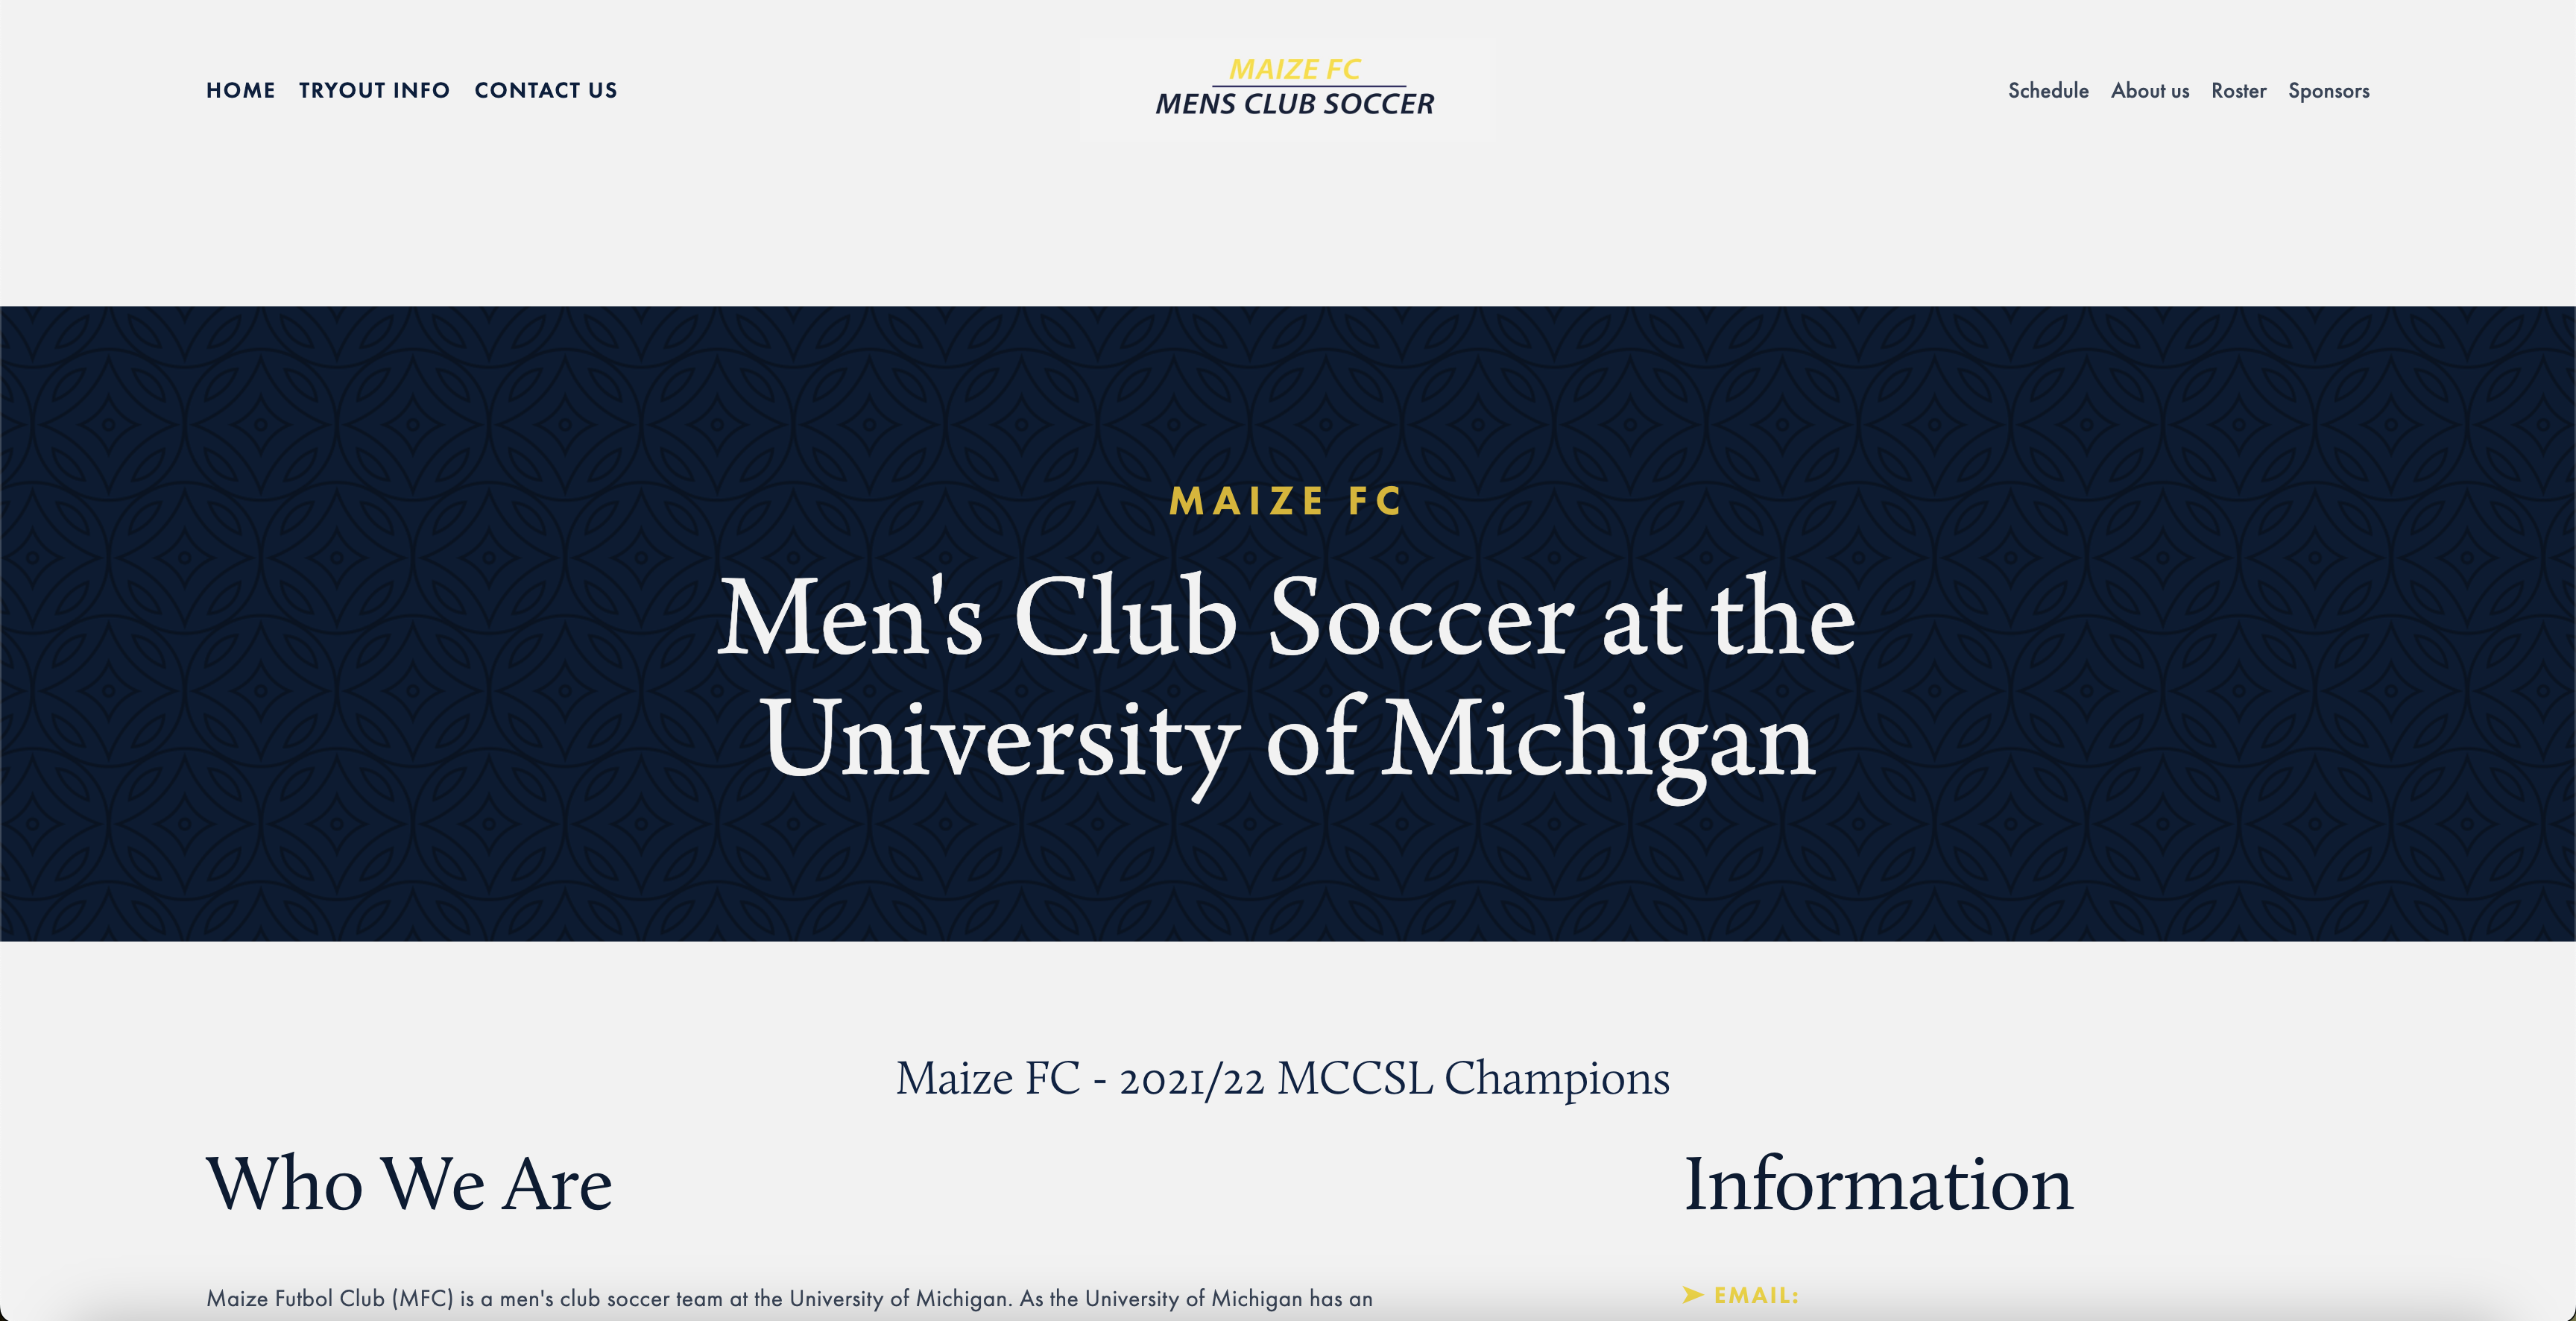 HOME TRYOUT INFO CONTACT US
MAIZE FC
MENS CLUB SOCCER
Schedule About us Roster Sponsors
MAIZE FC
Men's Club Soccer at the
University of Michigan
Maize FC - 2021/22 MCCSL Champions
Who We Are
Maize Futbol Club (MFC) is a men's club soccer team at the University of Michigan. As the University of Michigan has an
Information
➤ EMAIL: